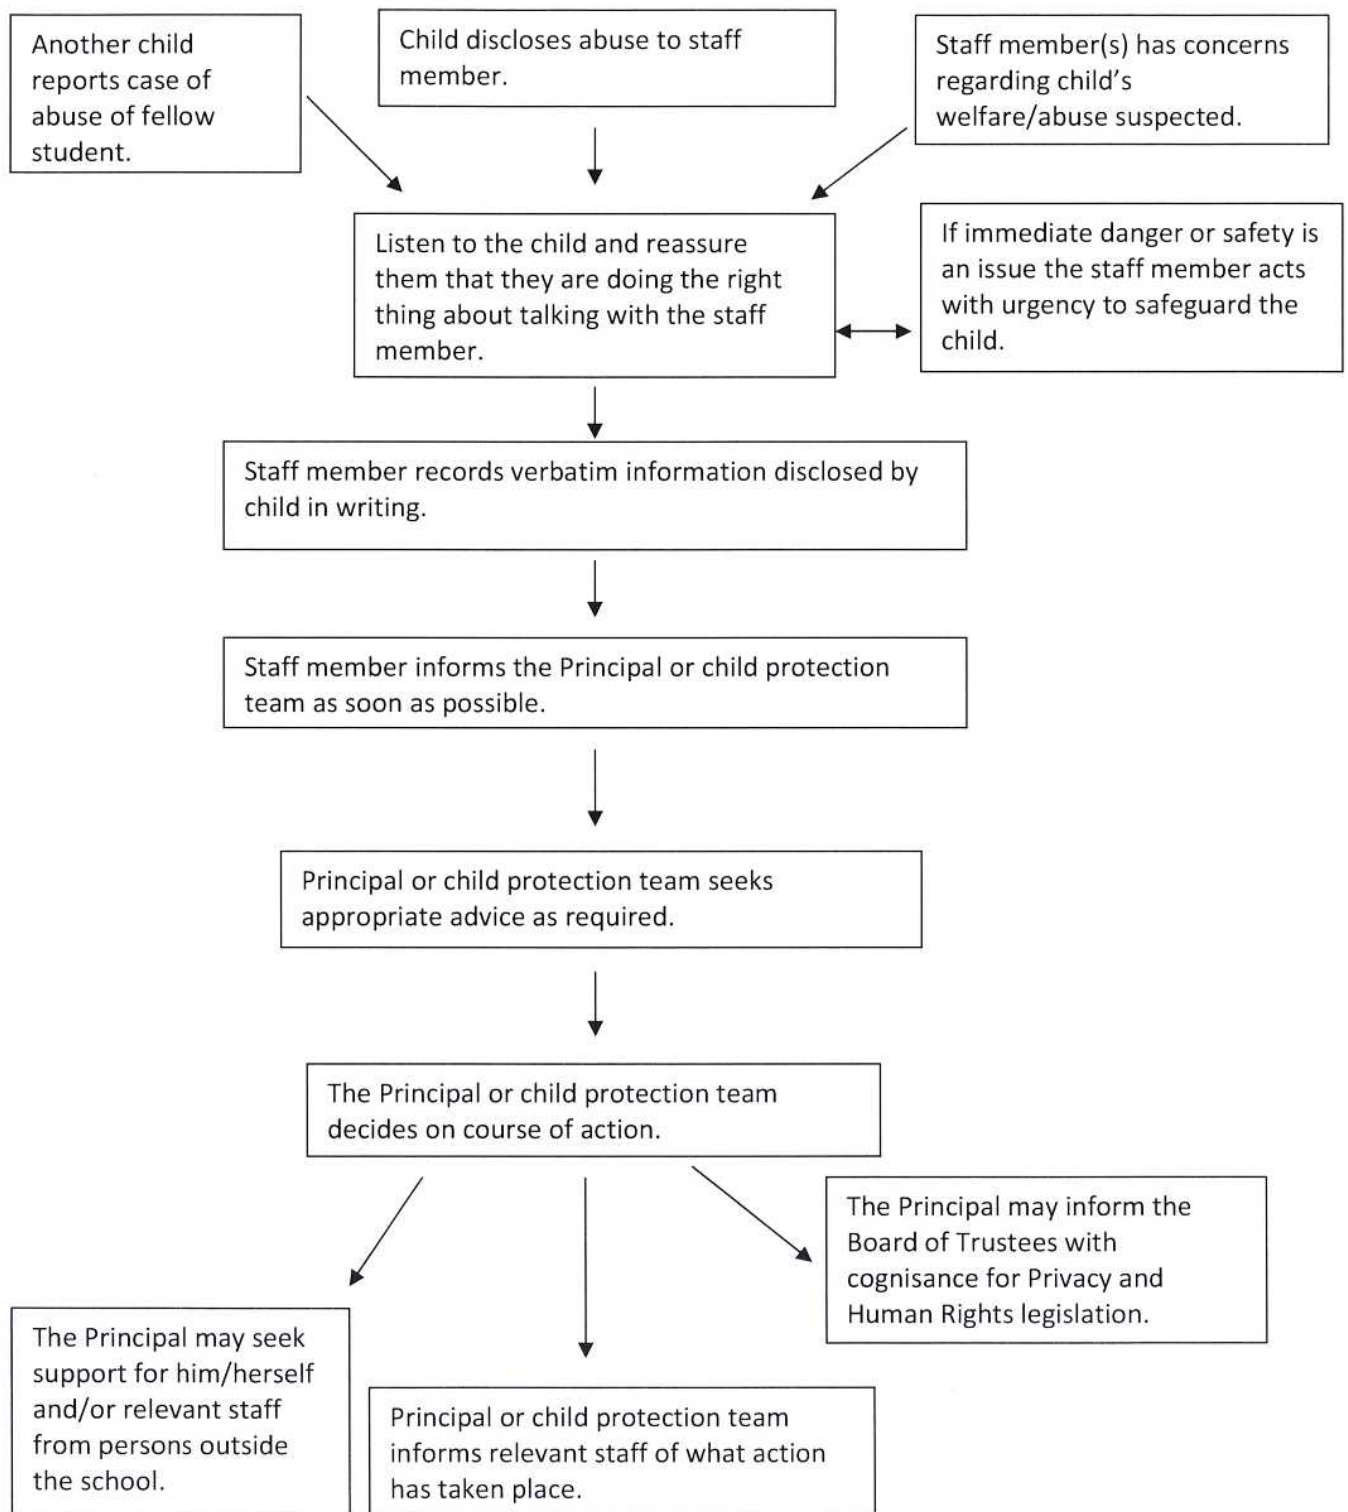 Another child
reports case of
abuse of fellow
student.
Child discloses abuse to staff
member.
Staff member(s) has concerns
regarding child's
welfare/abuse suspected.
Listen to the child and reassure
them that they are doing the right
thing about talking with the staff
member.
If immediate danger or safety is
an issue the staff member acts
with urgency to safeguard the
child.
Staff member records verbatim information disclosed by
child in writing.
Staff member informs the Principal or child protection
team as soon as possible.
Principal or child protection team seeks
appropriate advice as required.
The Principal or child protection team
decides on course of action.
The Principal may seek
support for him/herself
and/or relevant staff
from persons outside
the school.
Principal or child protection team
informs relevant staff of what action
has taken place.
The Principal may inform the
Board of Trustees with
cognisance for Privacy and
Human Rights legislation.